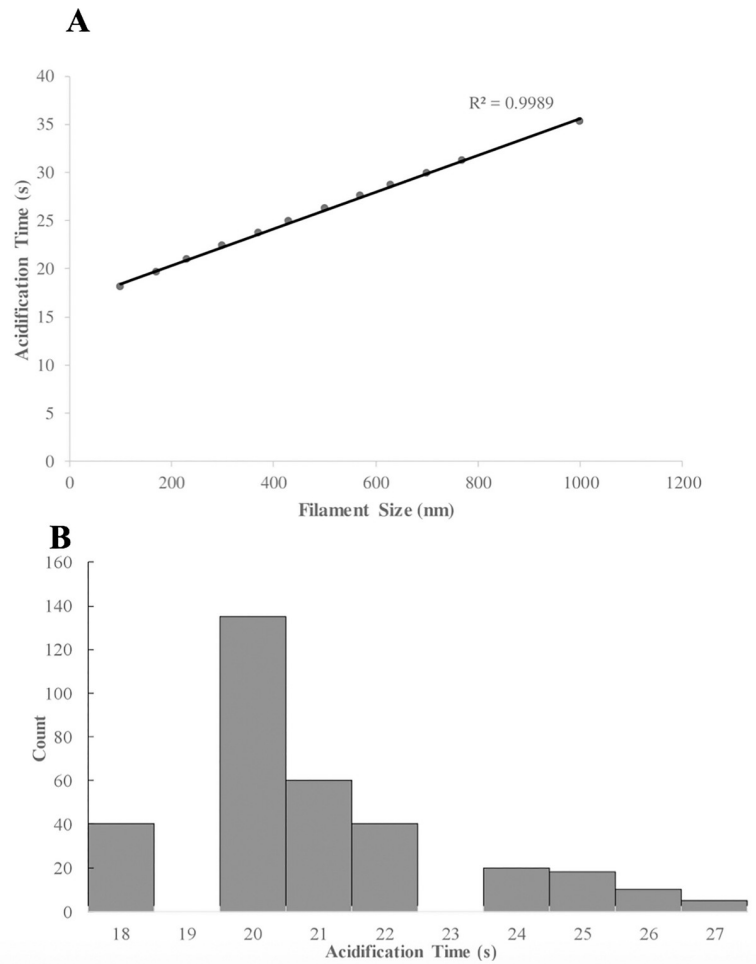 A
40
35
30
25
20
15
10
5
0
R² = 0.9989
Acidification Time (s)
0 200 400 600 800 1000 1200
Filament Size (nm)
B
160
140
120
100
80
60
40
20
0
Count
18 19 20 21 22 23 24 25 26 27
Acidification Time (s)